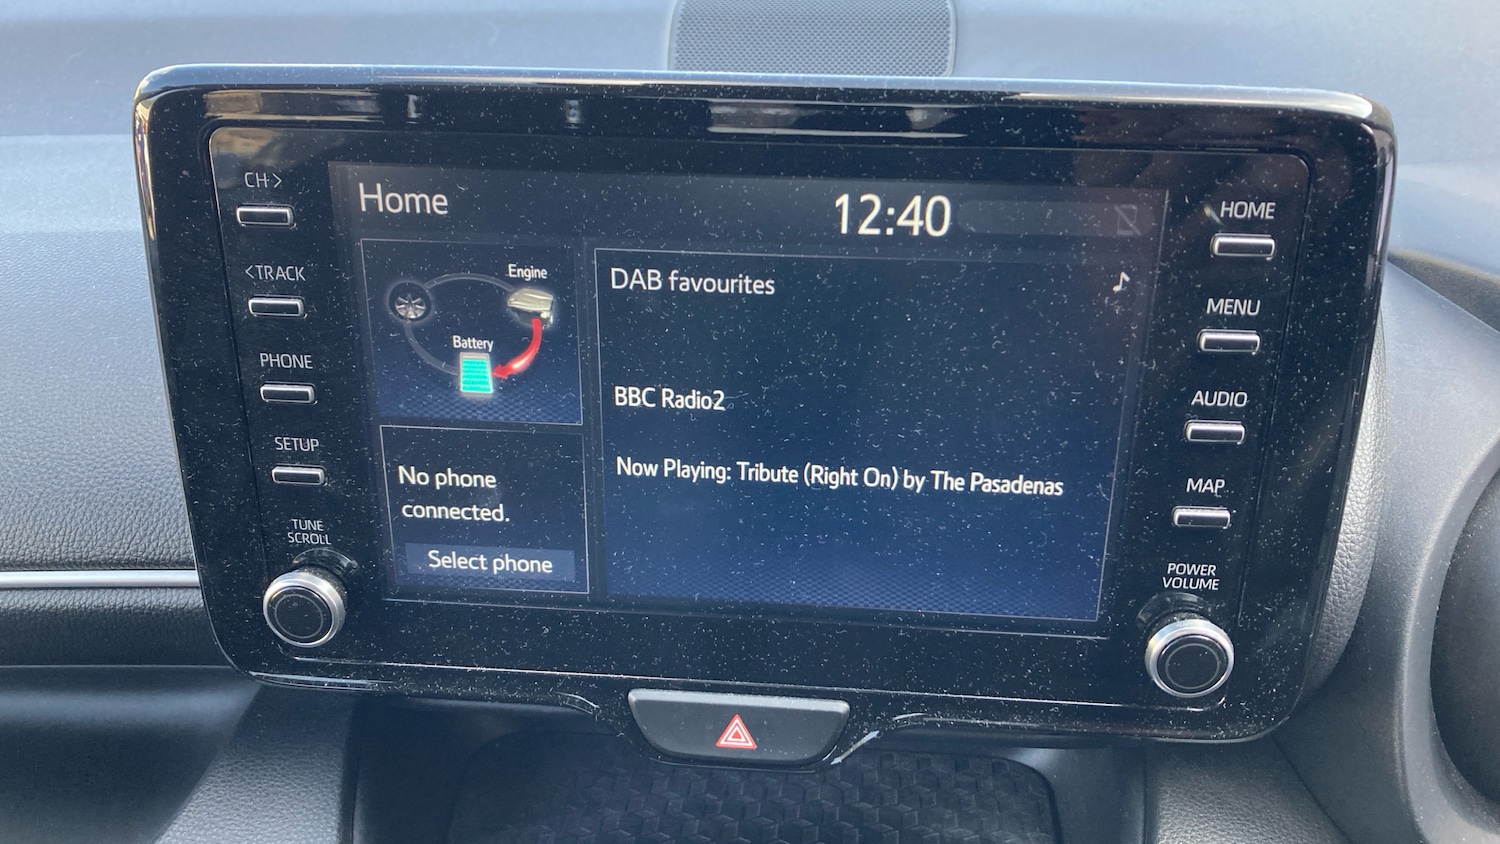 CH>
<TRACK
PHONE
SETUP
TUNE
SCROLL
Home
12:40
Engine
Battery
No phone
connected.
Select phone
DAB favourites
BBC Radio2
Now Playing: Tribute (Right On) by The Pasadenas
HOME
MENU
AUDIO
MAP
POWER
VOLUME